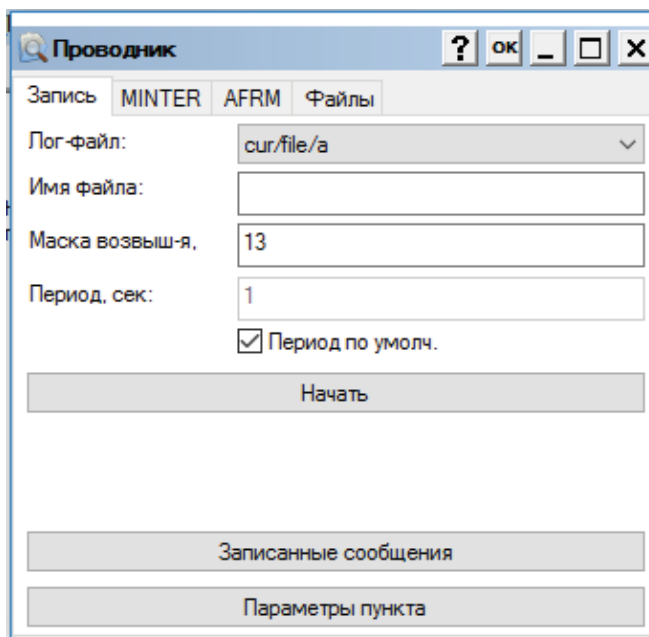 Проводник
? ок
Запись MINTER AFRM Файлы
Лог-файл: cur/file/a
Имя файла:
Маска возвыш-я, 13
Период, сек: 1
Период по умолч.
Начать
Записанные сообщения
Параметры пункта